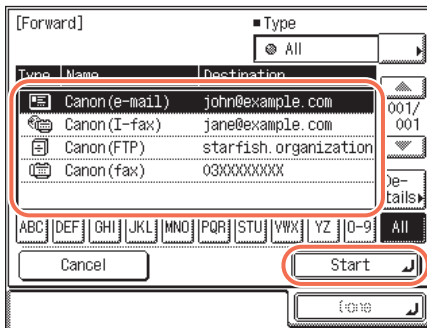 [Forward]
■Type
All
Type Name Destination
Canon(e-mail) john@example.com
Canon(I-fax) jane@example.com
Canon(FTP) starfish.organization
Canon(fax) 03XXXXXXXX
001/
001
De-
tails
ABC DEF GHI JKL MNO PQR STU VWX YZ 0-9 All
Cancel Start
Done